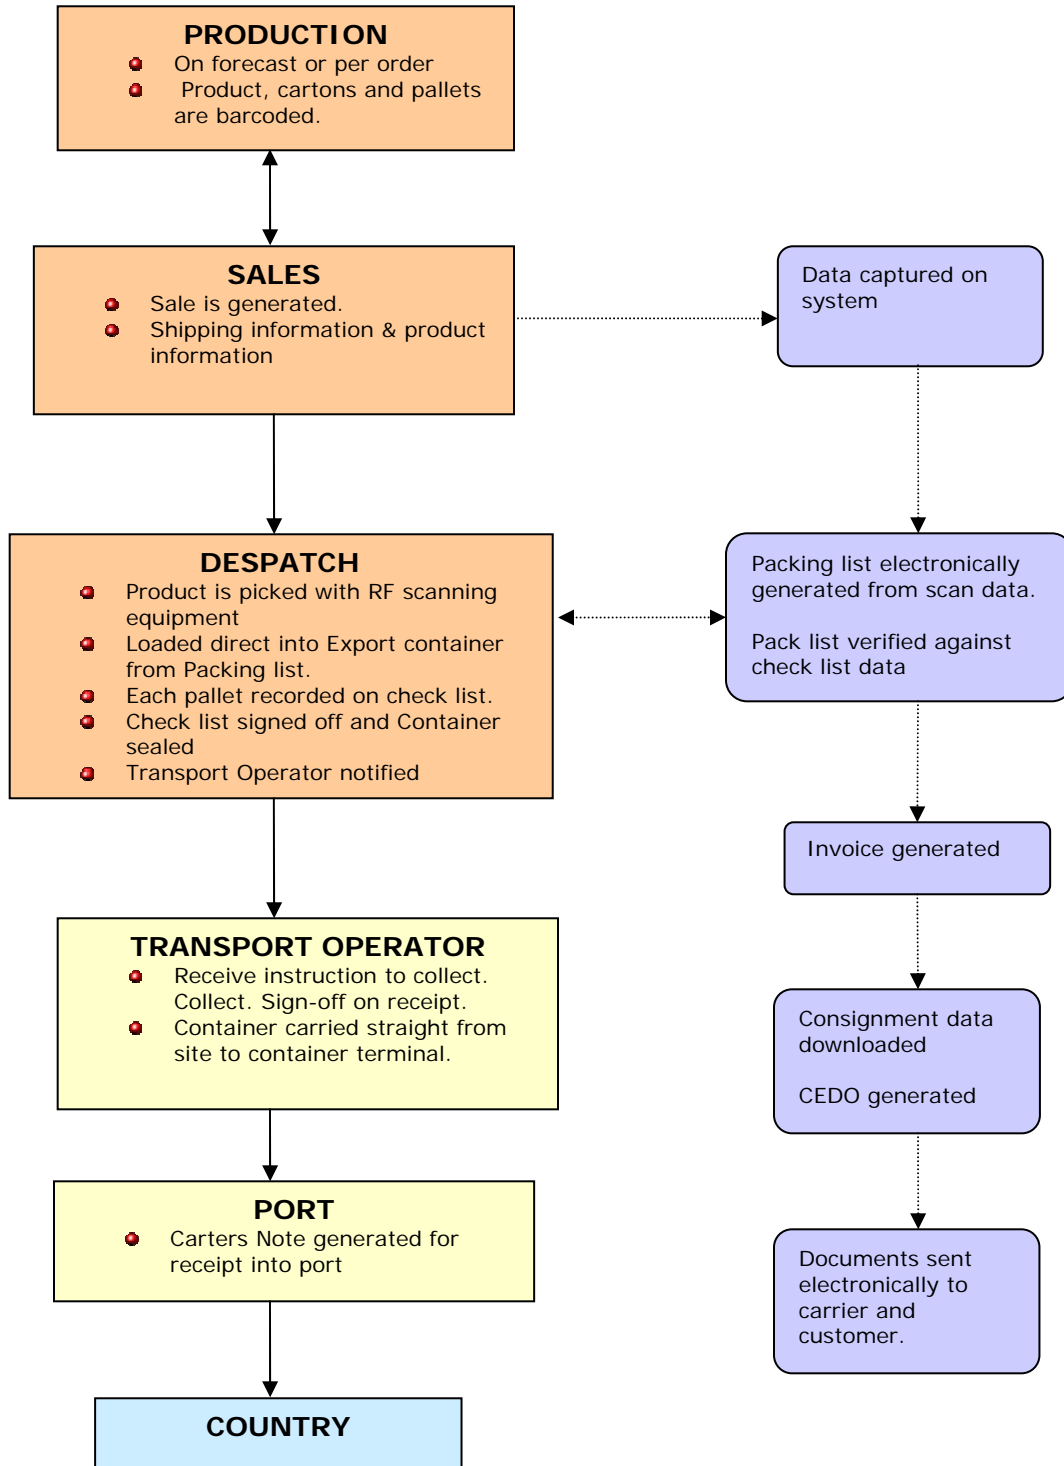 PRODUCTION
On forecast or per order
Product, cartons and pallets
are barcoded.
SALES
Sale is generated.
Shipping information & product
information
Data captured on
system
DESPATCH
Product is picked with RF scanning
equipment
Loaded direct into Export container
from Packing list.
Each pallet recorded on check list.
Check list signed off and Container
sealed
Transport Operator notified
Packing list electronically
generated from scan data.
Pack list verified against
check list data
Invoice generated
TRANSPORT OPERATOR
Receive instruction to collect.
Collect. Sign-off on receipt.
Container carried straight from
site to container terminal.
Consignment data
downloaded
CEDO generated
PORT
Carters Note generated for
receipt into port
Documents sent
electronically to
carrier and
customer.
COUNTRY